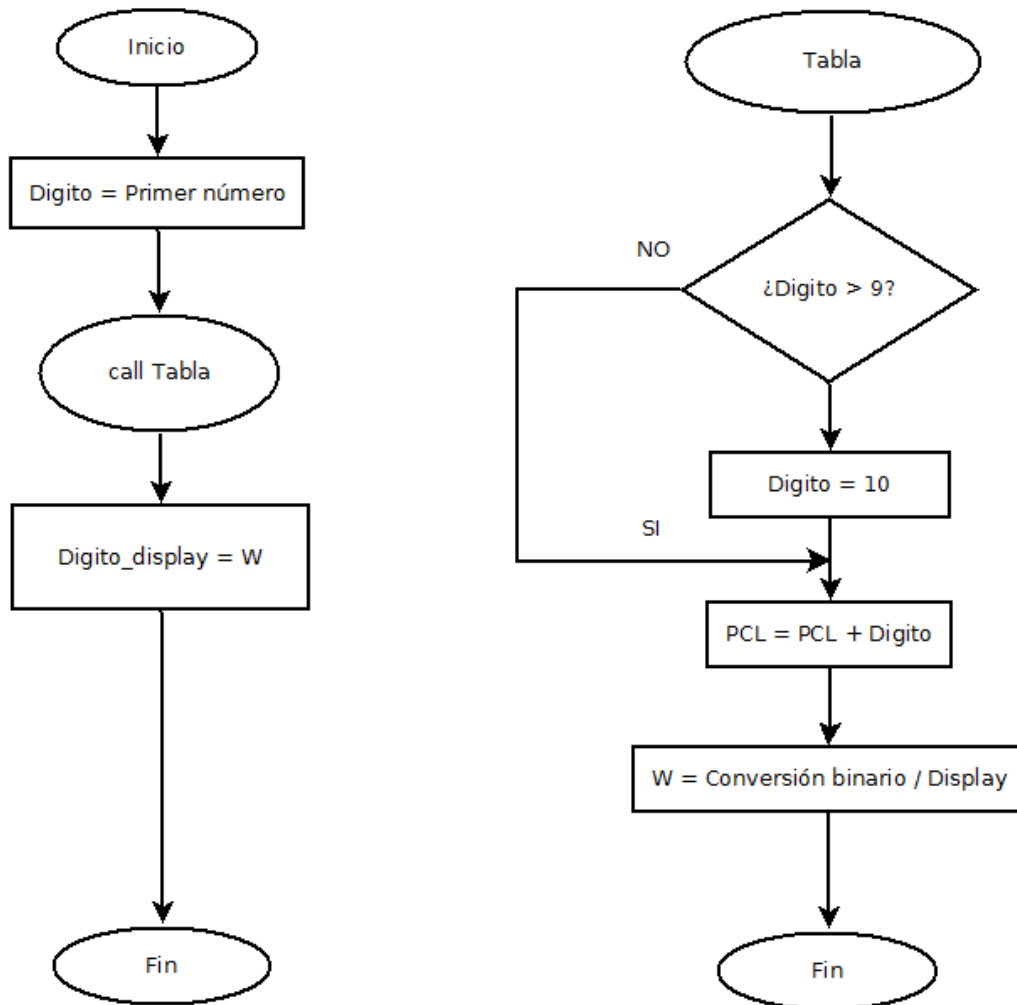 Inicio
Digito = Primer número
call Tabla
Digito_display = W
Fin
Tabla
NO
¿Digito > 9?
Digito = 10
SI
PCL = PCL + Digito
W = Conversión binario / Display
Fin